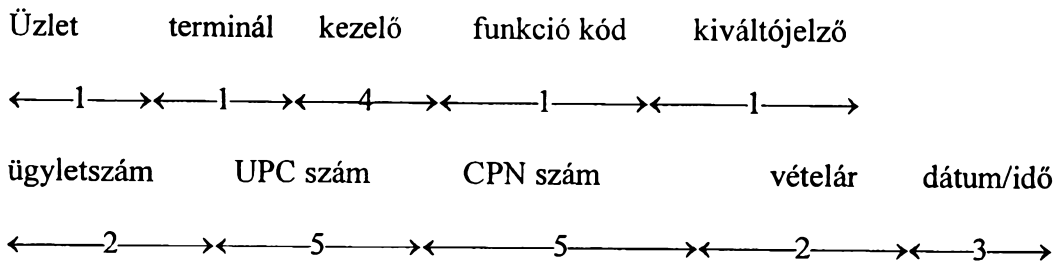 Üzlet terminál kezelő funkció kód kiváltójelző
1 1 4 1 1
ügyletszám UPC szám CPN szám vételár dátum/idő
2 5 5 2 3